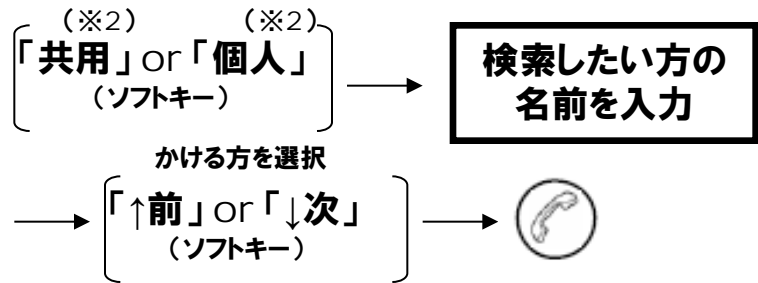 （※2） （※2）
「共用」or「個人」
（ソフトキー）
検索したい方の
名前を入力
かける方を選択
「↑前」or「↓次」
（ソフトキー）